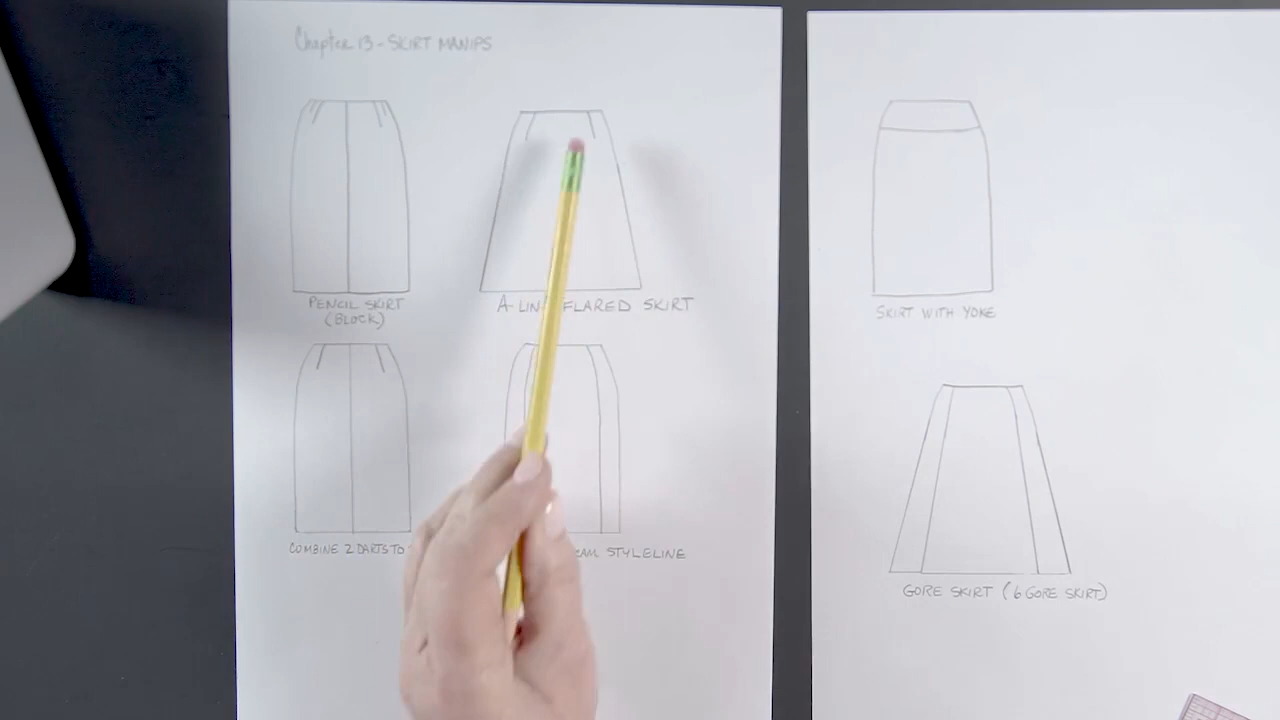 Chapter 13 - SKIRT MANIPS
PENCIL SKIRT
(BLOCK)
FLARED SKIRT
COMBINE 2 DARTS TO
STYLELINE
SKIRT WITH YOKE
GORE SKIRT (6 GORE SKIRT)